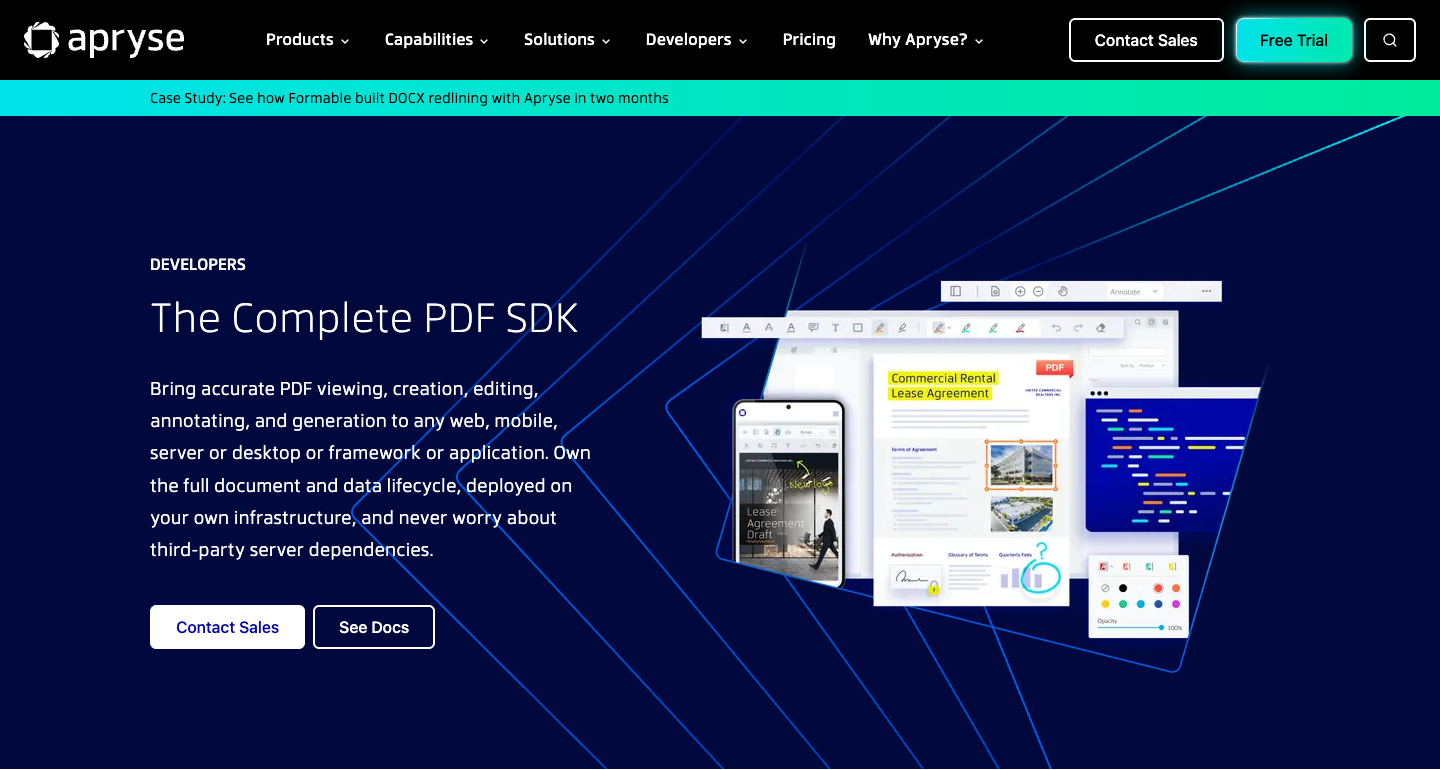 apryse
Products
Capabilities
Solutions
Developers
Pricing
Why Apryse?
Contact Sales
Free Trial
Case Study: See how Formable built DOCX redlining with Apryse in two months
DEVELOPERS
The Complete PDF SDK
Bring accurate PDF viewing, creation, editing,
annotating, and generation to any web, mobile,
server or desktop or framework or application. Own
the full document and data lifecycle, deployed on
your own infrastructure, and never worry about
third-party server dependencies.
Contact Sales
See Docs
Annotate
PDF
Commercial Rental
Lease Agreement
UNITED COMMERCIAL
REALTORS INC
Terms of Agreement
Authorization
Glossary of Terms
Quarterly Fees
?
New logo
Lease
Agreement
Draft
Opacity
100%